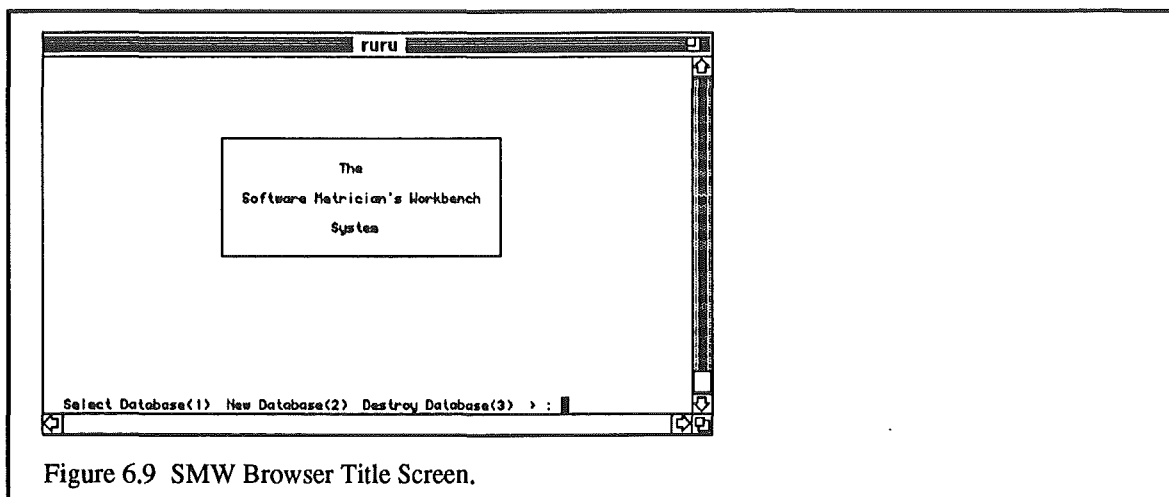 ruru
The
Software Metrician's Workbench
System
Select Database(1) New Database(2) Destroy Database(3) > :
Figure 6.9 SMW Browser Title Screen.